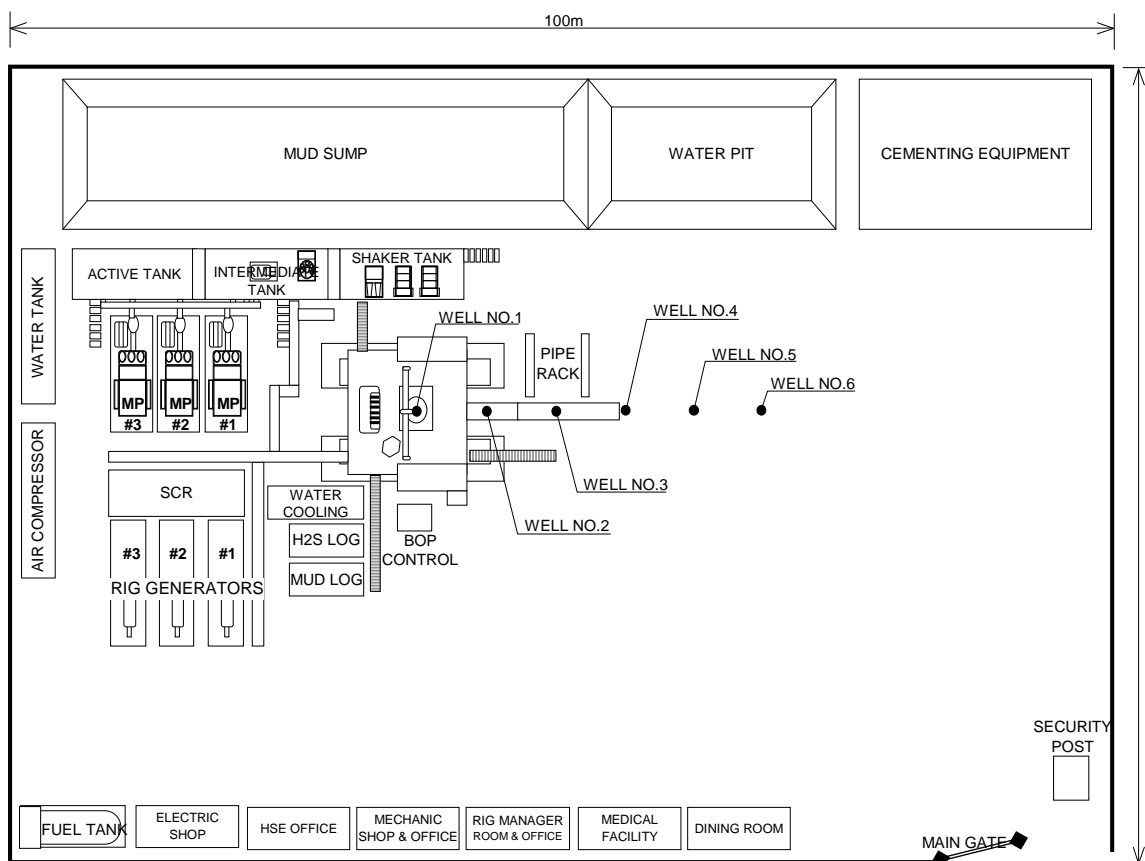 100m
MUD SUMP
WATER PIT
CEMENTING EQUIPMENT
WATER TANK
ACTIVE TANK
INTERMEDIATE
TANK
SHAKER TANK
WELL NO.1
WELL NO.4
PIPE
RACK
WELL NO.5
WELL NO.6
MP
#3
MP
#2
MP
#1
AIR COMPRESSOR
SCR
WATER
COOLING
WELL NO.3
WELL NO.2
H2S LOG
BOP
CONTROL
#3
#2
#1
RIG GENERATORS
MUD LOG
SECURITY
POST
FUEL TANK
ELECTRIC
SHOP
HSE OFFICE
MECHANIC
SHOP & OFFICE
RIG MANAGER
ROOM & OFFICE
MEDICAL
FACILITY
DINING ROOM
MAIN GATE